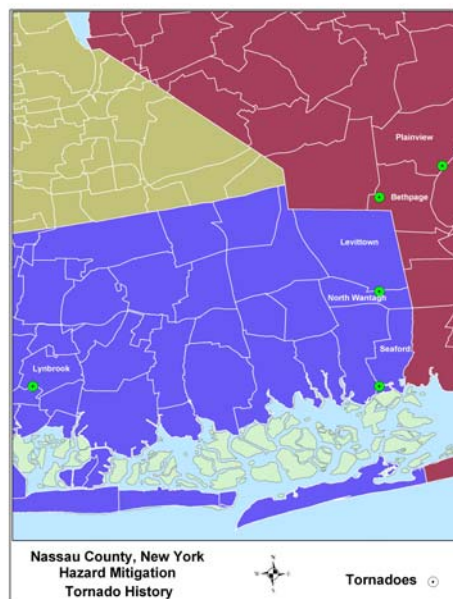 Plainview
Bethpage
Levittown
North Wantagh
Seaford
Lynbrook
Nassau County, New York
Hazard Mitigation
Tornado History
Tornadoes